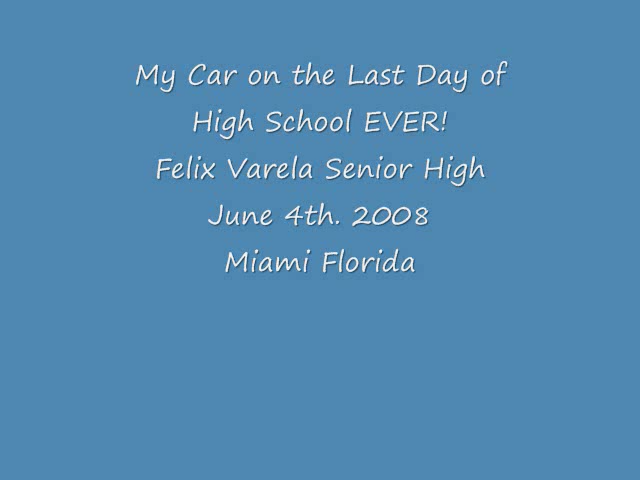 My Car on the Last Day of
High School EVER!
Felix Varela Senior High
June 4th. 2008
Miami Florida